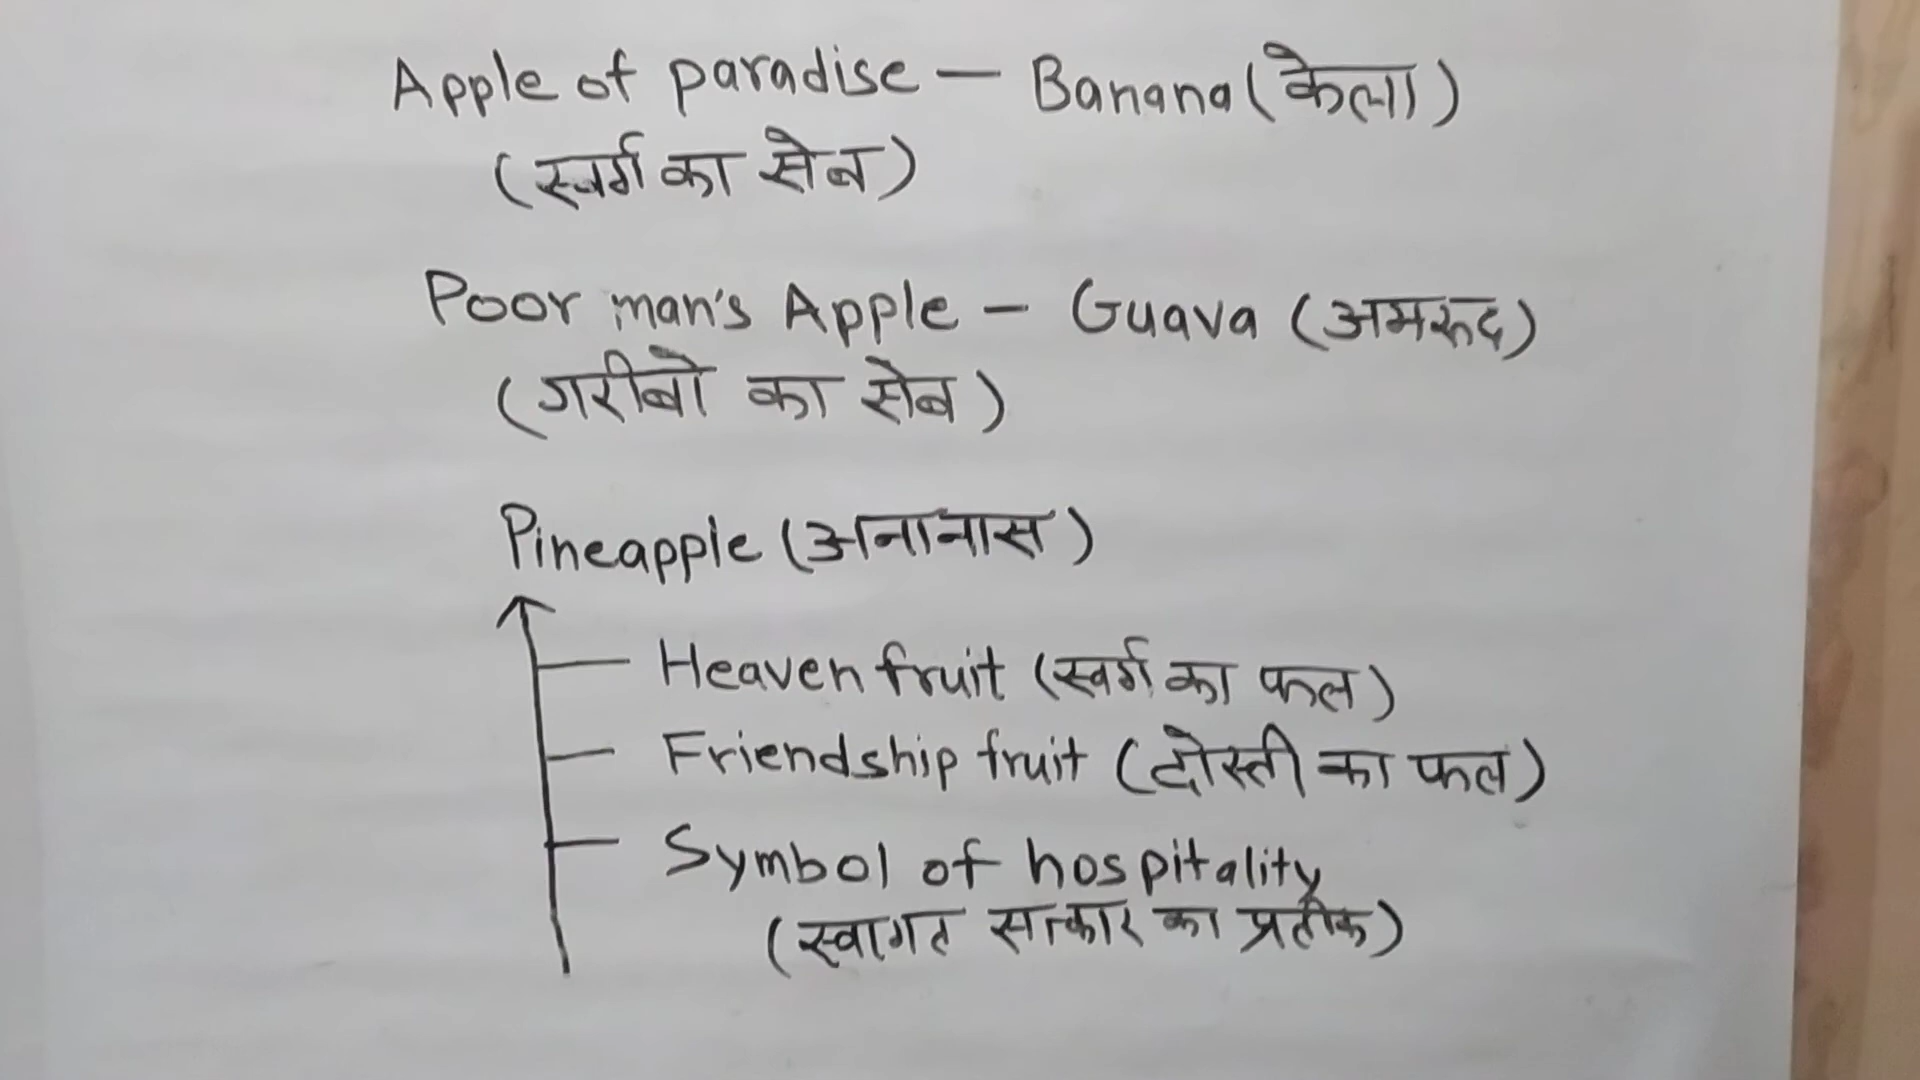 Apple of paradise – Banana (केला)
(स्वर्ग का सेब)
Poor man's Apple – Guava (अमरूद)
(गरीबो का सेब)
Pineapple (अनानास)
Heaven fruit (स्वर्ग का फल)
Friendship fruit (दोस्ती का फल)
Symbol of hospitality
(स्वागत सत्कार का प्रतीक)